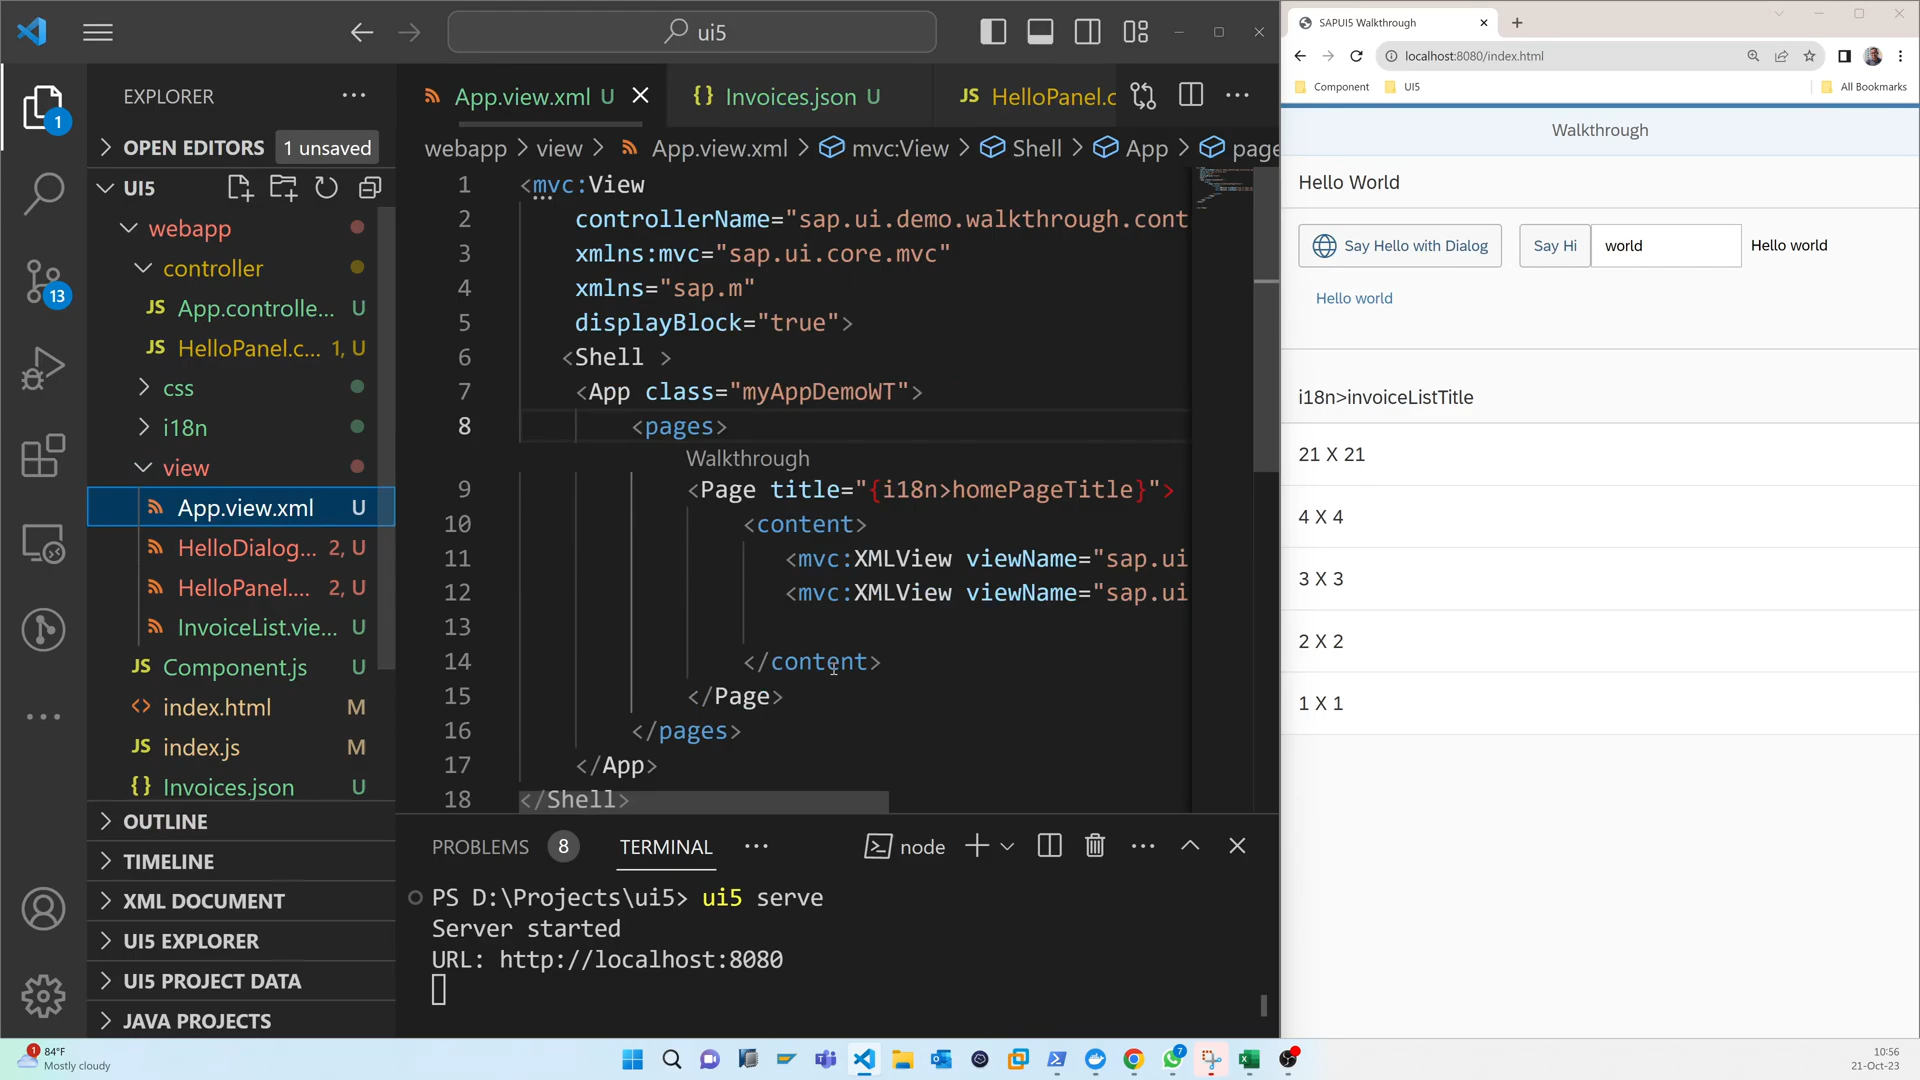 ui5
EXPLORER
1
OPEN EDITORS
1 unsaved
UI5
webapp
controller
JS App.controlle... U
JS HelloPanel.c... 1, U
css
i18n
view
App.view.xml U
HelloDialog... 2, U
HelloPanel.... 2, U
InvoiceList.vie... U
JS Component.js U
<> index.html M
JS index.js M
{} Invoices.json U
OUTLINE
TIMELINE
XML DOCUMENT
UI5 EXPLORER
UI5 PROJECT DATA
JAVA PROJECTS
13
App.view.xml U
{} Invoices.json U
JS HelloPanel.c
webapp > view > App.view.xml > mvc:View > Shell > App > page
1 <mvc:View
2 controllerName="sap.ui.demo.walkthrough.cont
3 xmlns:mvc="sap.ui.core.mvc"
4 xmlns="sap.m"
5 displayBlock="true">
6 <Shell >
7 <App class="myAppDemoWT">
8 <pages>
Walkthrough
9 <Page title="{i18n>homePageTitle}">
10 <content>
11 <mvc:XMLView viewName="sap.ui
12 <mvc:XMLView viewName="sap.ui
13
14 </content>
15 </Page>
16 </pages>
17 </App>
18 </Shell>
PROBLEMS 8
TERMINAL
node
PS D:\Projects\ui5> ui5 serve
Server started
URL: http://localhost:8080
SAPUI5 Walkthrough
localhost:8080/index.html
Component
UI5
All Bookmarks
Walkthrough
Hello World
Say Hello with Dialog
Say Hi
world
Hello world
Hello world
i18n>invoiceListTitle
21 X 21
4 X 4
3 X 3
2 X 2
1 X 1
1
84°F
Mostly cloudy
7
10:56
21-Oct-23